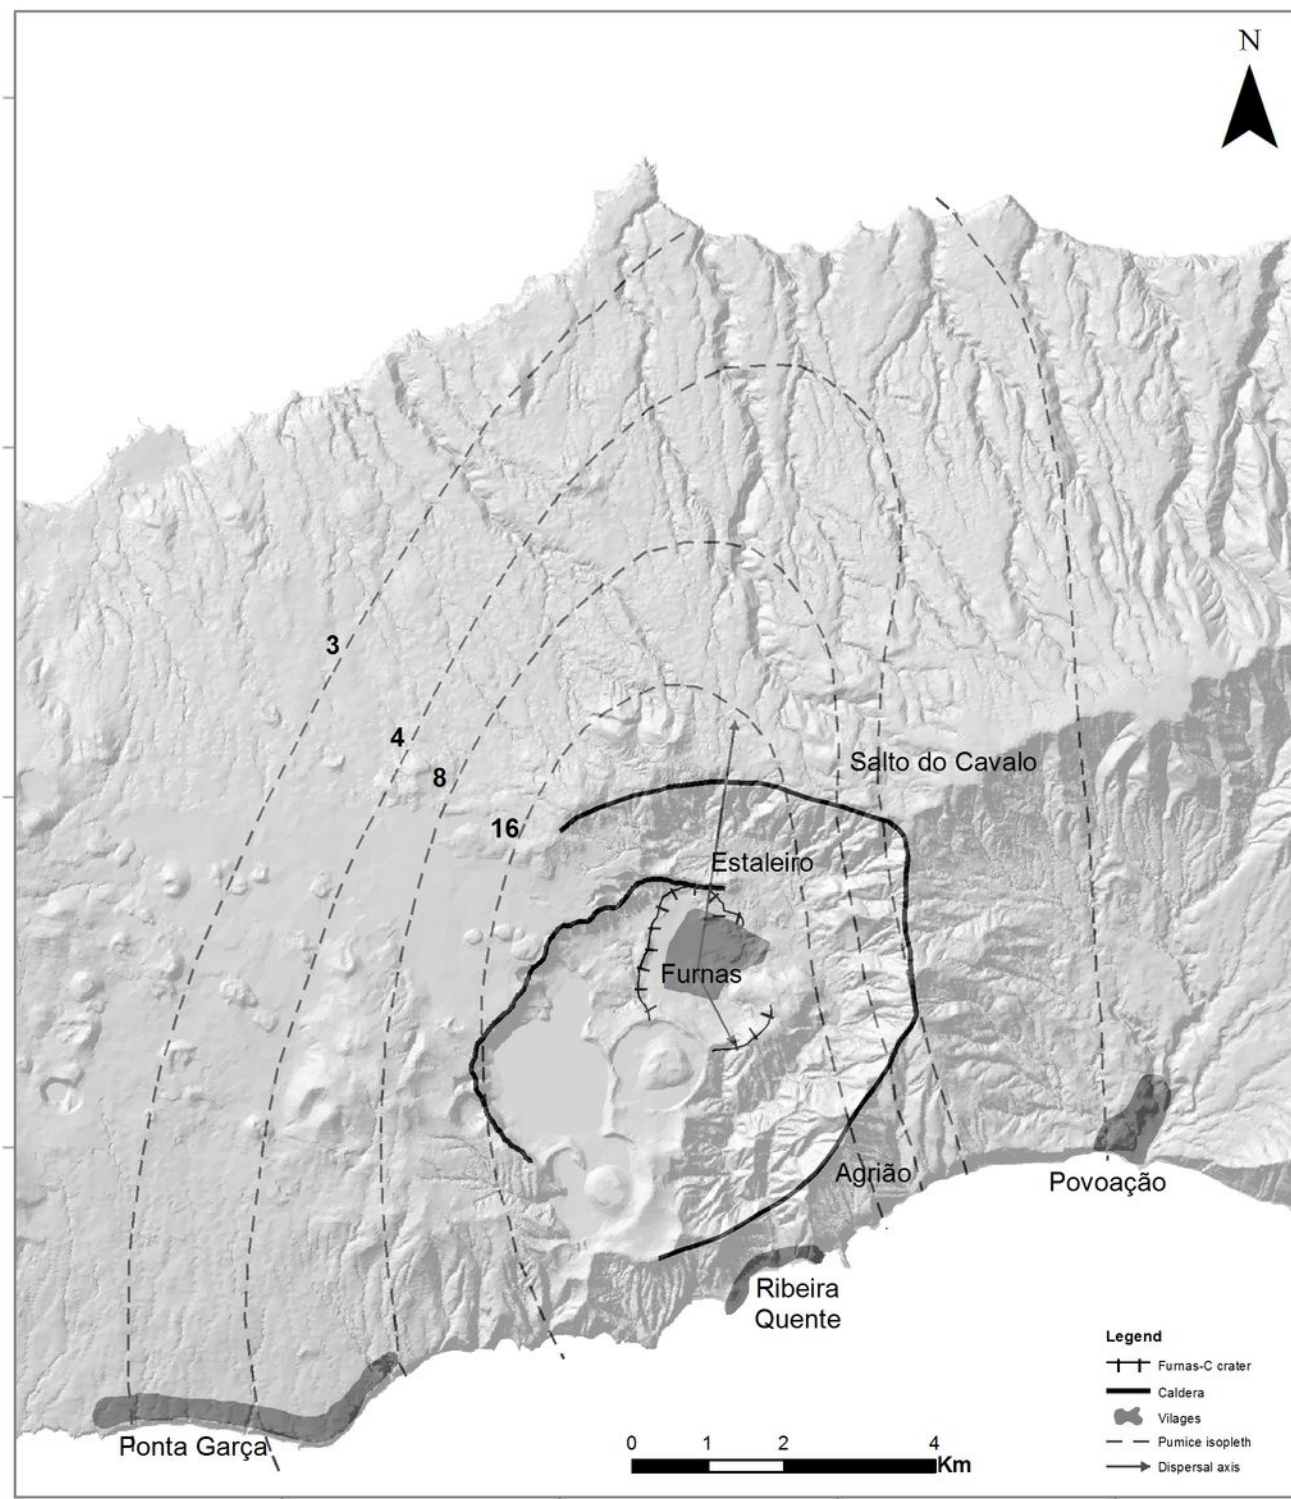 N
3
4
8
16
Salto do Cavalo
Estaleiro
Furnas
Agrião
Povoação
Ribeira
Quente
Ponta Garça
Legend
Furnas-C crater
Caldera
Vilages
Pumice isopleth
Dispersal axis
0 1 2 4
Km